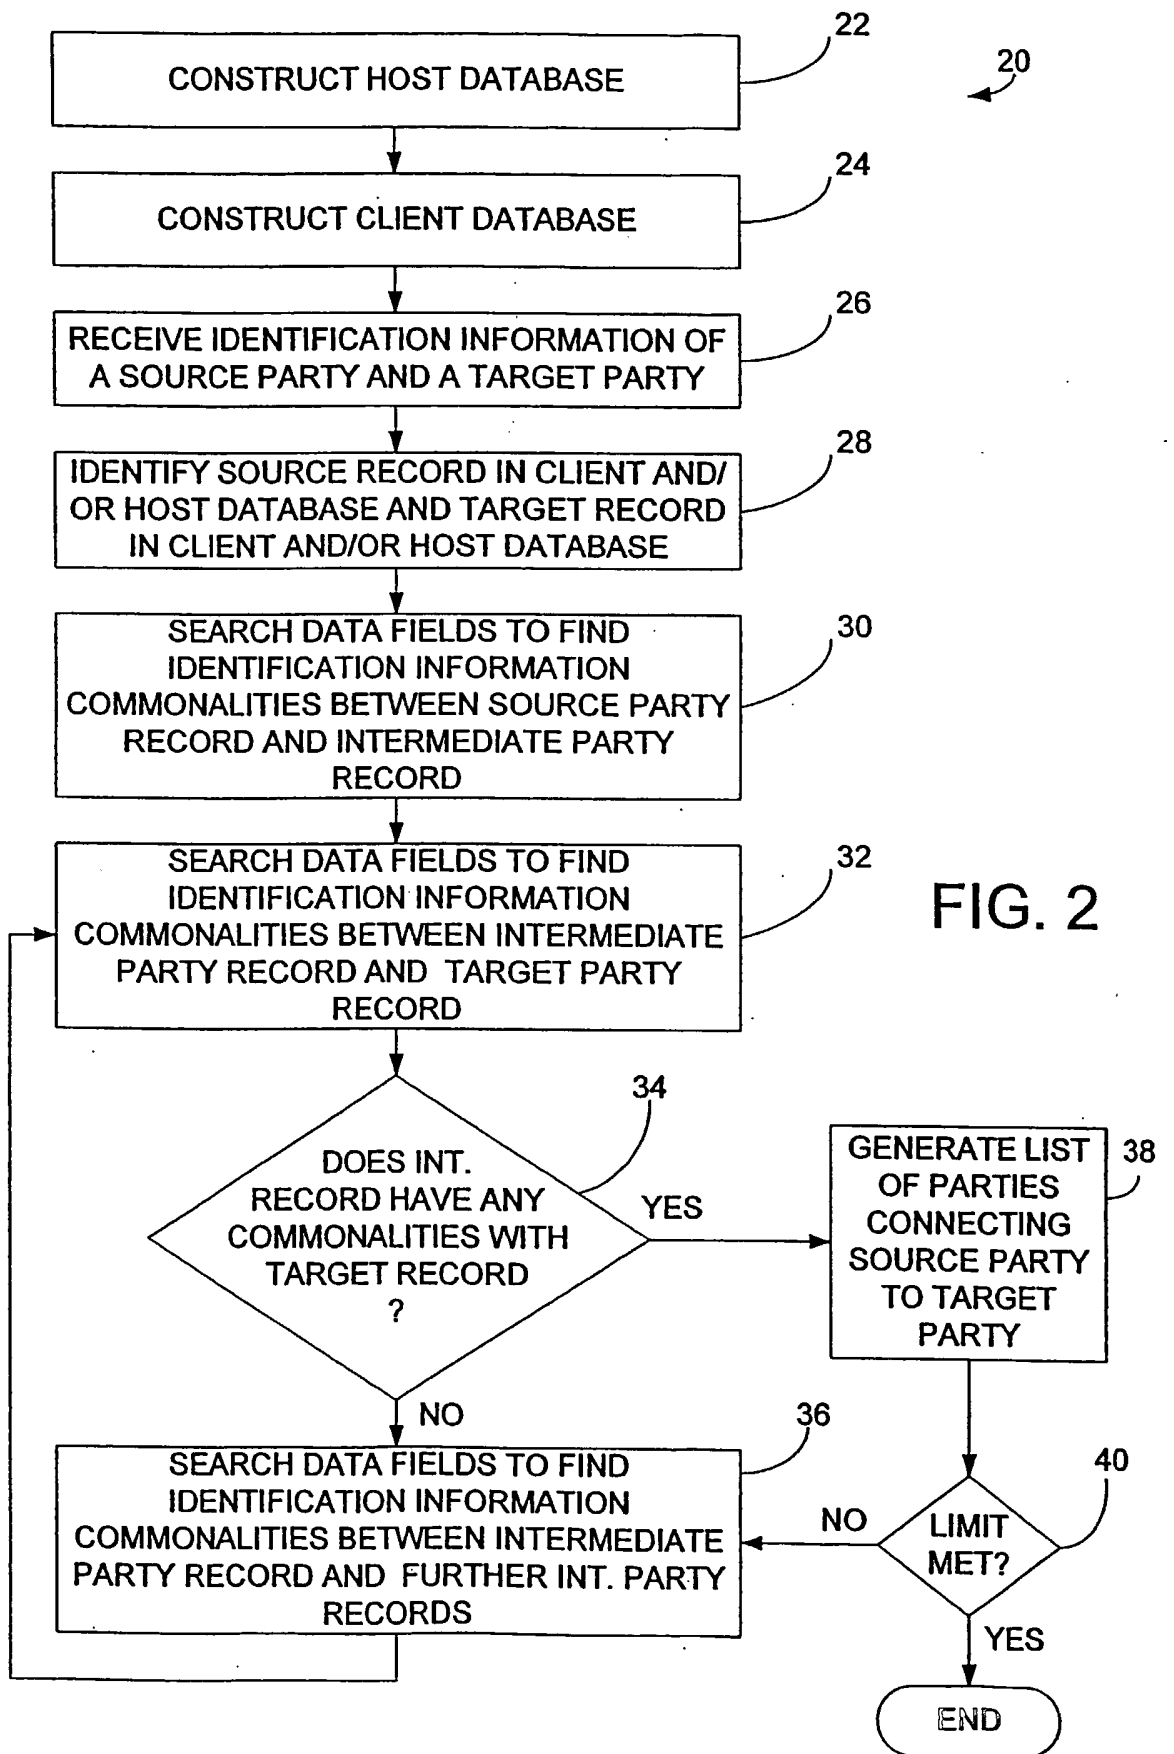 22
20
CONSTRUCT HOST DATABASE
24
CONSTRUCT CLIENT DATABASE
26
RECEIVE IDENTIFICATION INFORMATION OF
A SOURCE PARTY AND A TARGET PARTY
28
IDENTIFY SOURCE RECORD IN CLIENT AND/
OR HOST DATABASE AND TARGET RECORD
IN CLIENT AND/OR HOST DATABASE
30
SEARCH DATA FIELDS TO FIND
IDENTIFICATION INFORMATION
COMMONALITIES BETWEEN SOURCE PARTY
RECORD AND INTERMEDIATE PARTY
RECORD
32
SEARCH DATA FIELDS TO FIND
IDENTIFICATION INFORMATION
COMMONALITIES BETWEEN INTERMEDIATE
PARTY RECORD AND TARGET PARTY
RECORD
FIG. 2
34
DOES INT.
RECORD HAVE ANY
COMMONALITIES WITH
TARGET RECORD
?
YES
38
GENERATE LIST
OF PARTIES
CONNECTING
SOURCE PARTY
TO TARGET
PARTY
NO
36
SEARCH DATA FIELDS TO FIND
IDENTIFICATION INFORMATION
COMMONALITIES BETWEEN INTERMEDIATE
PARTY RECORD AND FURTHER INT. PARTY
RECORDS
40
NO
LIMIT
MET?
YES
END